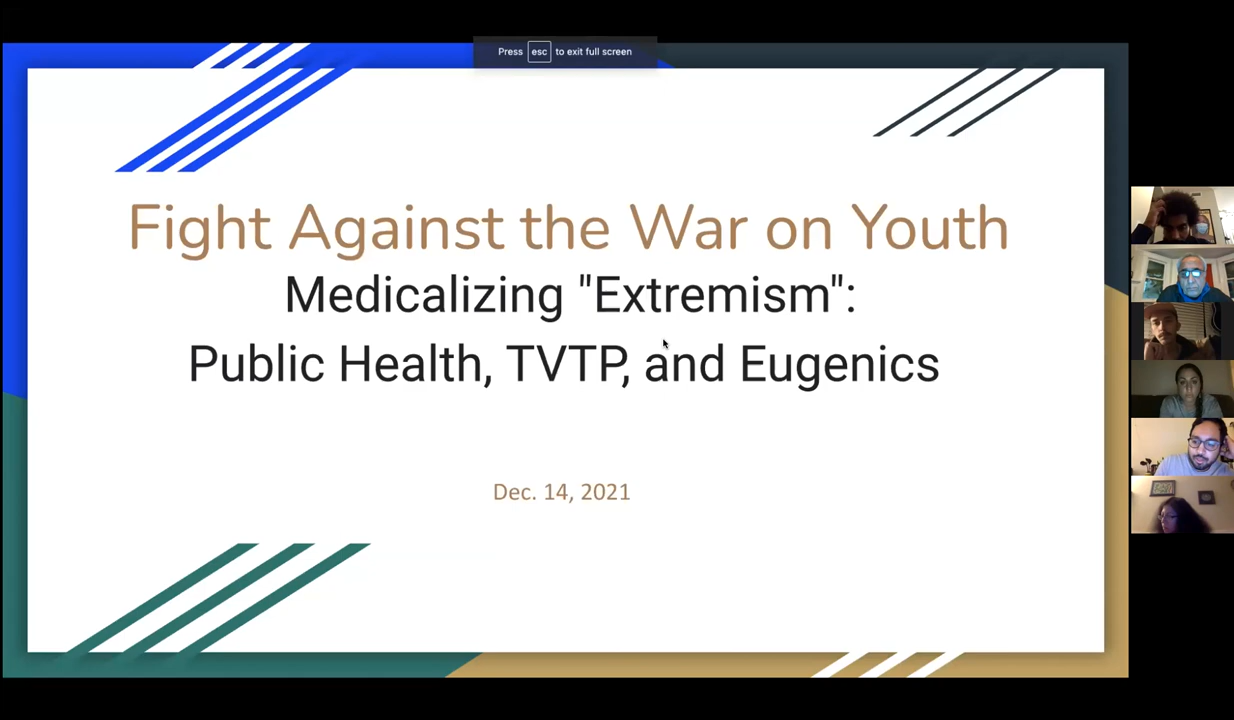 Press esc to exit full screen
Fight Against the War on Youth
Medicalizing "Extremism":
Public Health, TVTP, and Eugenics
Dec. 14, 2021